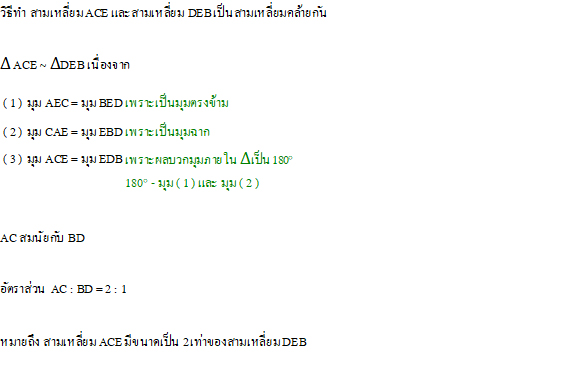 วิธีทำ สามเหลี่ยม ACE และสามเหลี่ยม DEB เป็นสามเหลี่ยมคล้ายกัน
Δ ACE ~ ΔDEB เนื่องจาก
( 1 ) มุม AEC = มุม BED เพราะเป็นมุมตรงข้าม
( 2 ) มุม CAE = มุม EBD เพราะเป็นมุมฉาก
( 3 ) มุม ACE = มุม EDB เพราะผลบวกมุมภายใน Δเป็น 180°
180° - มุม ( 1 ) และ มุม ( 2 )
AC สมนัยกับ BD
อัตราส่วน AC : BD = 2 : 1
หมายถึง สามเหลี่ยม ACE มีขนาดเป็น 2 เท่าของสามเหลี่ยม DEB